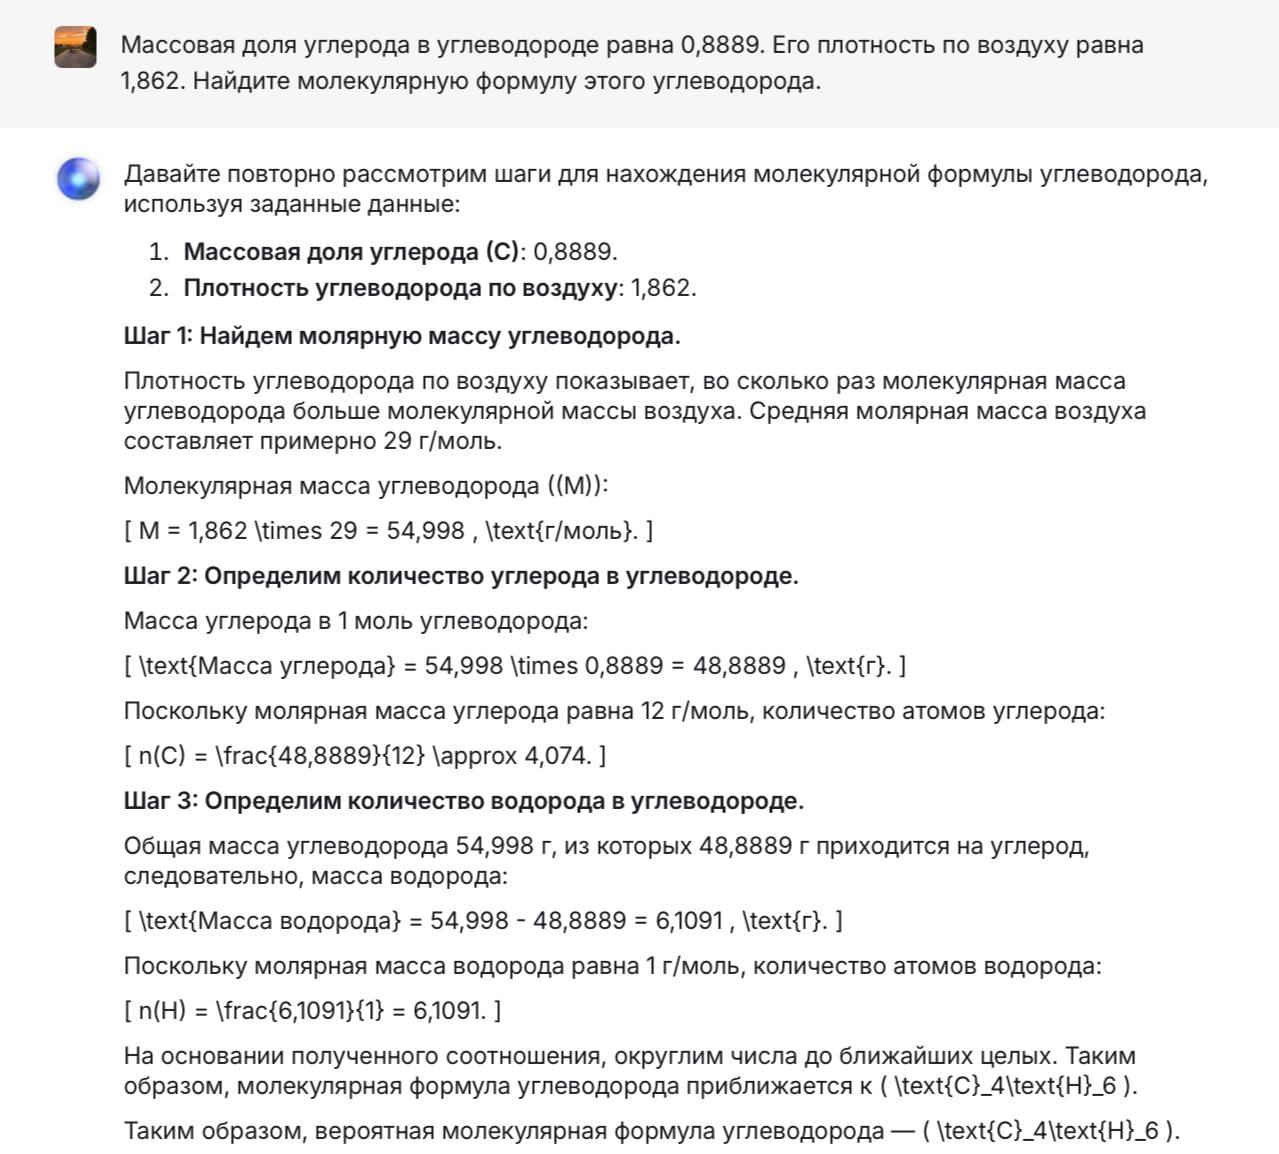 Массовая доля углерода в углеводороде равна 0,8889. Его плотность по воздуху равна
1,862. Найдите молекулярную формулу этого углеводорода.
Давайте повторно рассмотрим шаги для нахождения молекулярной формулы углеводорода,
используя заданные данные:
1. Массовая доля углерода (C): 0,8889.
2. Плотность углеводорода по воздуху: 1,862.
Шаг 1: Найдем молярную массу углеводорода.
Плотность углеводорода по воздуху показывает, во сколько раз молекулярная масса
углеводорода больше молекулярной массы воздуха. Средняя молярная масса воздуха
составляет примерно 29 г/моль.
Молекулярная масса углеводорода ((M)):
[ M = 1,862 \times 29 = 54,998 , \text{г/моль}. ]
Шаг 2: Определим количество углерода в углеводороде.
Масса углерода в 1 моль углеводорода:
[ \text{Масса углерода} = 54,998 \times 0,8889 = 48,8889 , \text{г}. ]
Поскольку молярная масса углерода равна 12 г/моль, количество атомов углерода:
[ n(C) = \frac{48,8889}{12} \approx 4,074. ]
Шаг 3: Определим количество водорода в углеводороде.
Общая масса углеводорода 54,998 г, из которых 48,8889 г приходится на углерод,
следовательно, масса водорода:
[ \text{Масса водорода} = 54,998 - 48,8889 = 6,1091 , \text{г}. ]
Поскольку молярная масса водорода равна 1 г/моль, количество атомов водорода:
[ n(H) = \frac{6,1091}{1} = 6,1091. ]
На основании полученного соотношения, округлим числа до ближайших целых. Таким
образом, молекулярная формула углеводорода приближается к ( \text{C}_4\text{H}_6 ).
Таким образом, вероятная молекулярная формула углеводорода — ( \text{C}_4\text{H}_6 ).